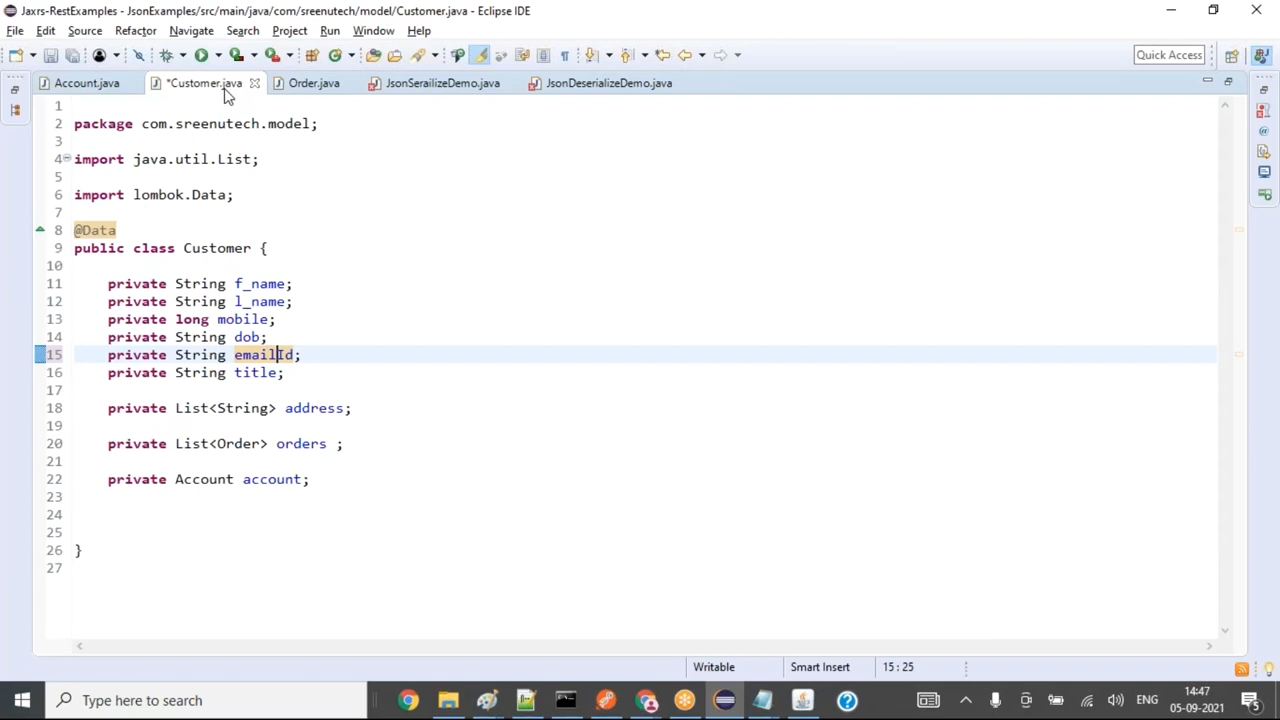 Jaxrs-RestExamples - JsonExamples/src/main/java/com/sreenutech/model/Customer.java - Eclipse IDE
File Edit Source Refactor Navigate Search Project Run Window Help
Quick Access
Account.java *Customer.java Order.java JsonSerailizeDemo.java JsonDeserializeDemo.java
1
2 package com.sreenutech.model;
3
4 import java.util.List;
5
6 import lombok.Data;
7
8 @Data
9 public class Customer {
10
11 private String f_name;
12 private String l_name;
13 private long mobile;
14 private String dob;
15 private String emailId;
16 private String title;
17
18 private List<String> address;
19
20 private List<Order> orders ;
21
22 private Account account;
23
24
25
26 }
27
Writable Smart Insert 15 : 25
Type here to search
ENG
14:47
05-09-2021
5